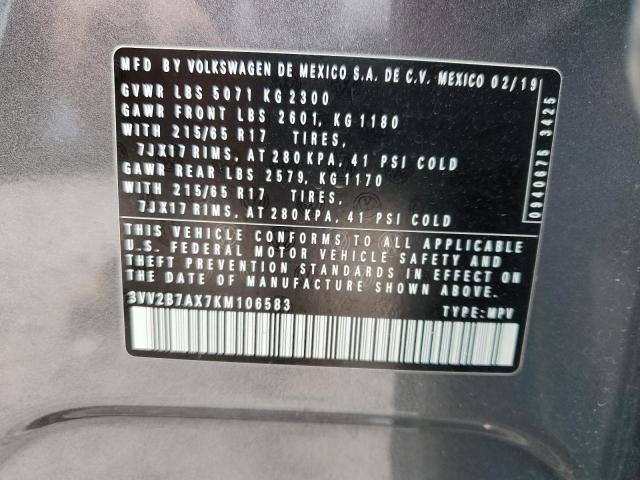 MFD BY VOLKSWAGEN DE MEXICO S.A. DE C.V. MEXICO 02/19
GVWR LBS 5071 KG 2300
GAWR FRONT LBS 2601, KG 1180
WITH 215/65 R17 TIRES,
7JX17 RIMS, AT 280 KPA, 41 PSI COLD
GAWR REAR LBS 2579, KG 1170
WITH 215/65 R17 TIRES,
7JX17 RIMS, AT 280 KPA, 41 PSI COLD
THIS VEHICLE CONFORMS TO ALL APPLICABLE
U.S. FEDERAL MOTOR VEHICLE SAFETY AND
THEFT PREVENTION STANDARDS IN EFFECT ON
THE DATE OF MANUFACTURE SHOWN ABOVE
3VV2B7AX7KM106583 TYPE: MPV
0940676 3425